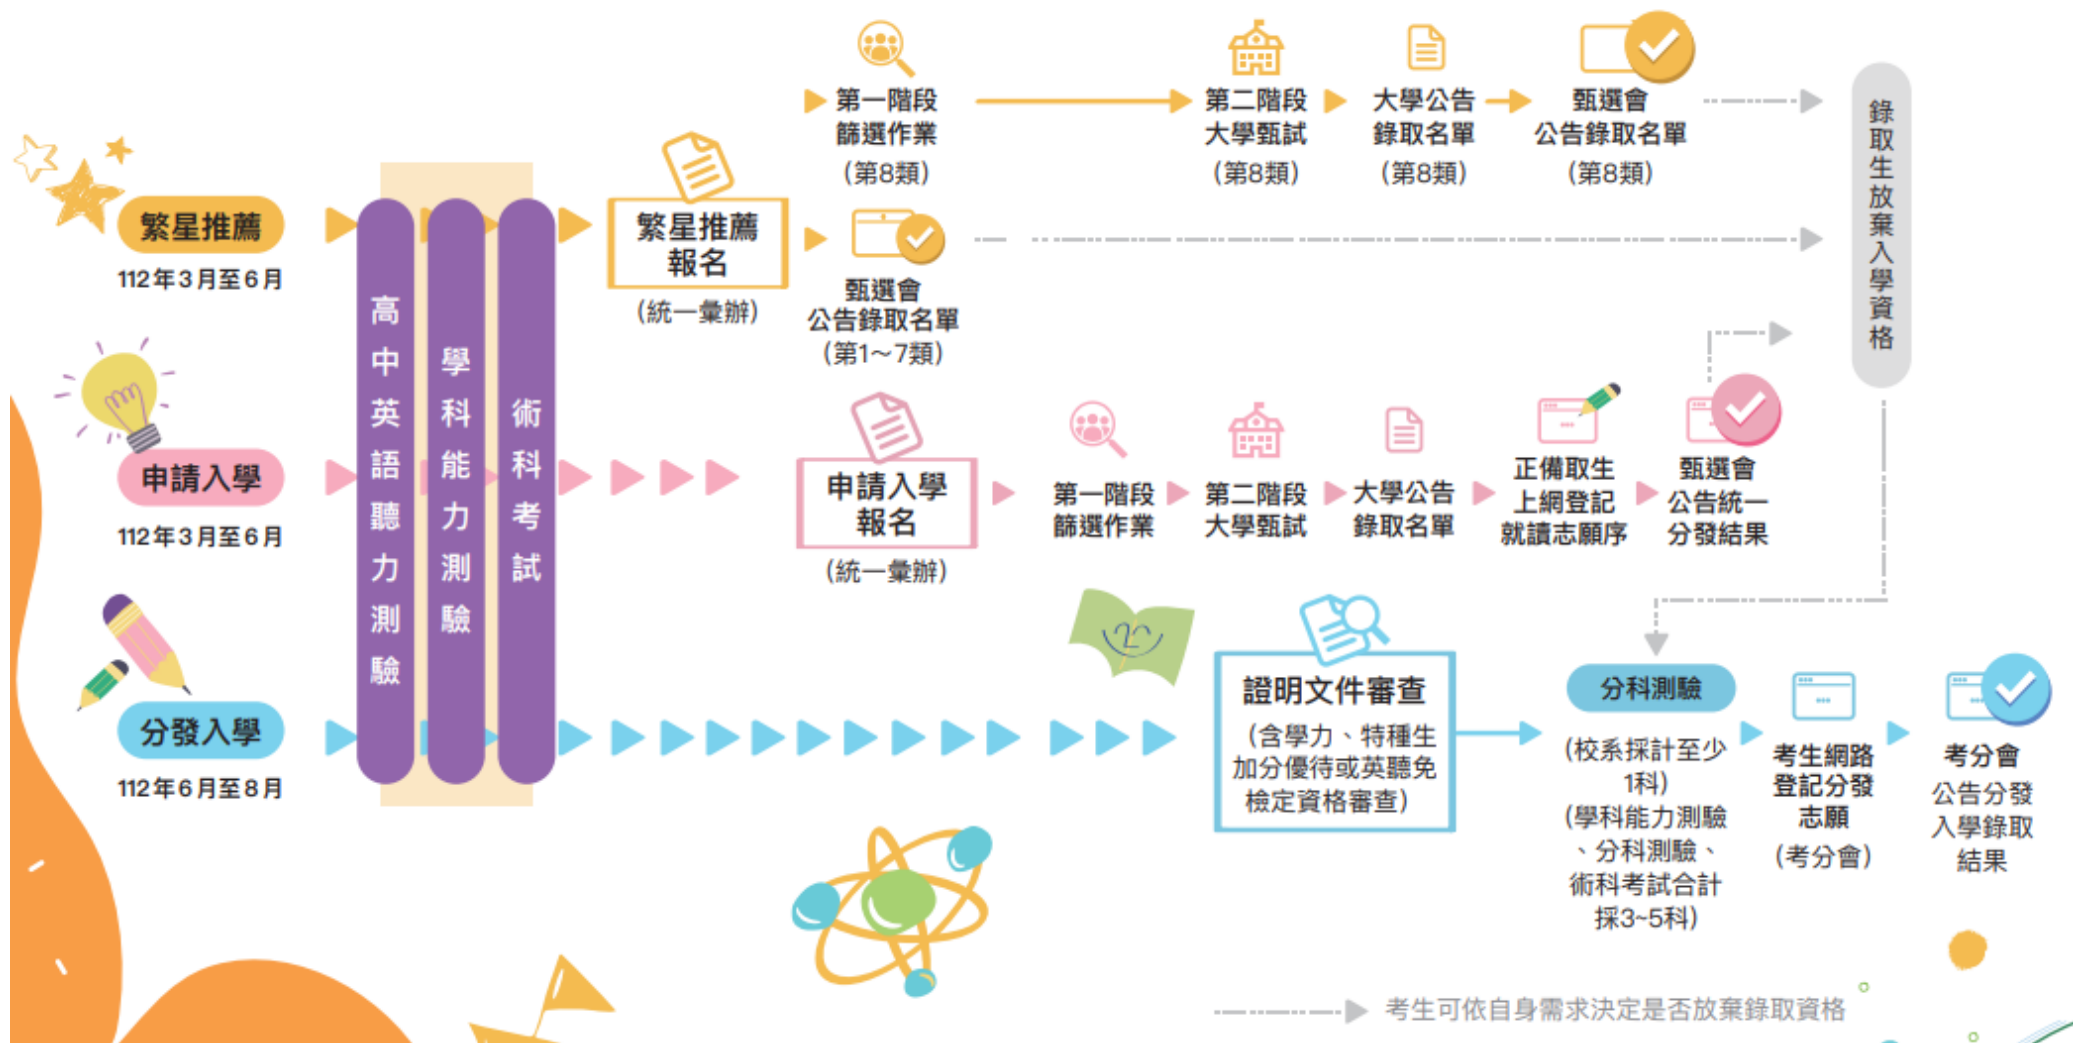 第一階段
篩選作業
(第8類)
第二階段
大學甄試
(第8類)
大學公告
錄取名單
(第8類)
甄選會
公告錄取名單
(第8類)
錄取生放棄入學資格
繁星推薦
112年3月至6月
高中英語聽力測驗
學科能力測驗
術科考試
繁星推薦
報名
(統一彙辦)
甄選會
公告錄取名單
(第1～7類)
申請入學
112年3月至6月
申請入學
報名
(統一彙辦)
第一階段
篩選作業
第二階段
大學甄試
大學公告
錄取名單
正備取生
上網登記
就讀志願序
甄選會
公告統一
分發結果
分發入學
112年6月至8月
證明文件審查
(含學力、特種生
加分優待或英聽免
檢定資格審查)
分科測驗
(校系採計至少
1科)
(學科能力測驗
、分科測驗、
術科考試合計
採3~5科)
考生網路
登記分發
志願
(考分會)
考分會
公告分發
入學錄取
結果
考生可依自身需求決定是否放棄錄取資格